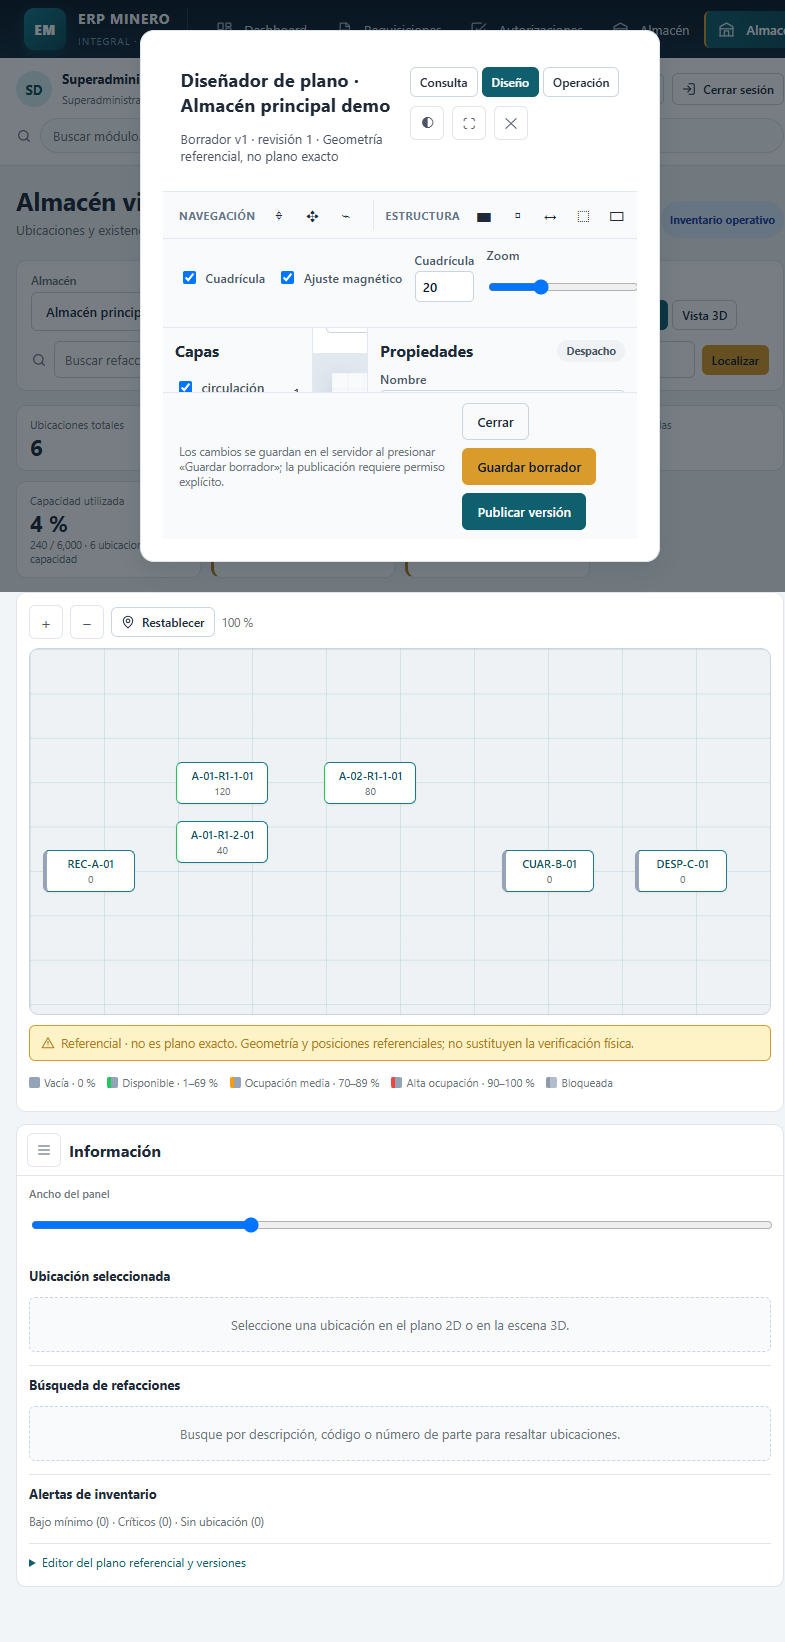 EM
ERP MINERO
INTEGRAL ·
Dashboard
Requisiciones
Autorizaciones
Almacén
Almac
SD
Superadmini
Superadministra
Cerrar sesión
Buscar módulo
Almacén vi
Ubicaciones y existen
Inventario operativo
Almacén
Almacén princip
Vista 3D
Buscar refacc
Localizar
Ubicaciones totales
6
Capacidad utilizada
4 %
240 / 6,000 · 6 ubicacion
capacidad
Diseñador de plano ·
Almacén principal demo
Borrador v1 · revisión 1 · Geometría
referencial, no plano exacto
Consulta
Diseño
Operación
NAVEGACIÓN
ESTRUCTURA
Cuadrícula
Ajuste magnético
Cuadrícula
20
Zoom
Capas
circulación
Propiedades
Despacho
Nombre
Los cambios se guardan en el servidor al presionar
«Guardar borrador»; la publicación requiere permiso
explícito.
Cerrar
Guardar borrador
Publicar versión
+
−
Restablecer
100 %
A-01-R1-1-01
120
A-02-R1-1-01
80
A-01-R1-2-01
40
REC-A-01
0
CUAR-B-01
0
DESP-C-01
0
Referencial · no es plano exacto. Geometría y posiciones referenciales; no sustituyen la verificación física.
Vacía · 0 %
Disponible · 1–69 %
Ocupación media · 70–89 %
Alta ocupación · 90–100 %
Bloqueada
Información
Ancho del panel
Ubicación seleccionada
Seleccione una ubicación en el plano 2D o en la escena 3D.
Búsqueda de refacciones
Busque por descripción, código o número de parte para resaltar ubicaciones.
Alertas de inventario
Bajo mínimo (0) · Críticos (0) · Sin ubicación (0)
Editor del plano referencial y versiones